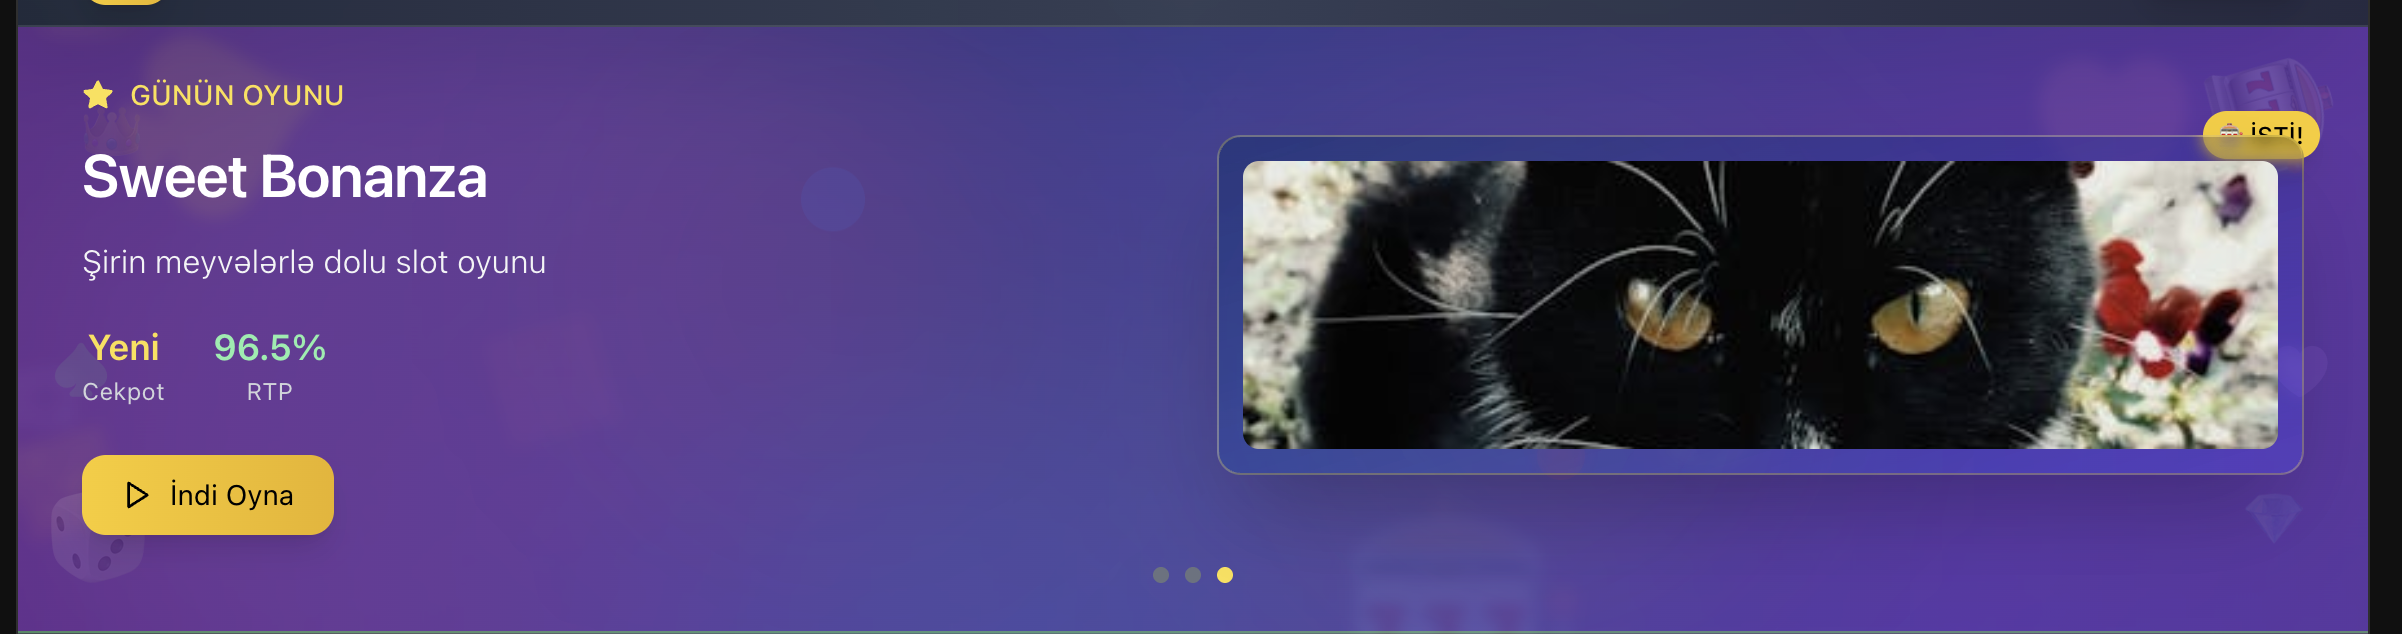 GÜNÜN OYUNU
Sweet Bonanza
Şirin meyvələrlə dolu slot oyunu
Yeni 96.5%
Cekpot RTP
İndi Oyna
İSTİ!